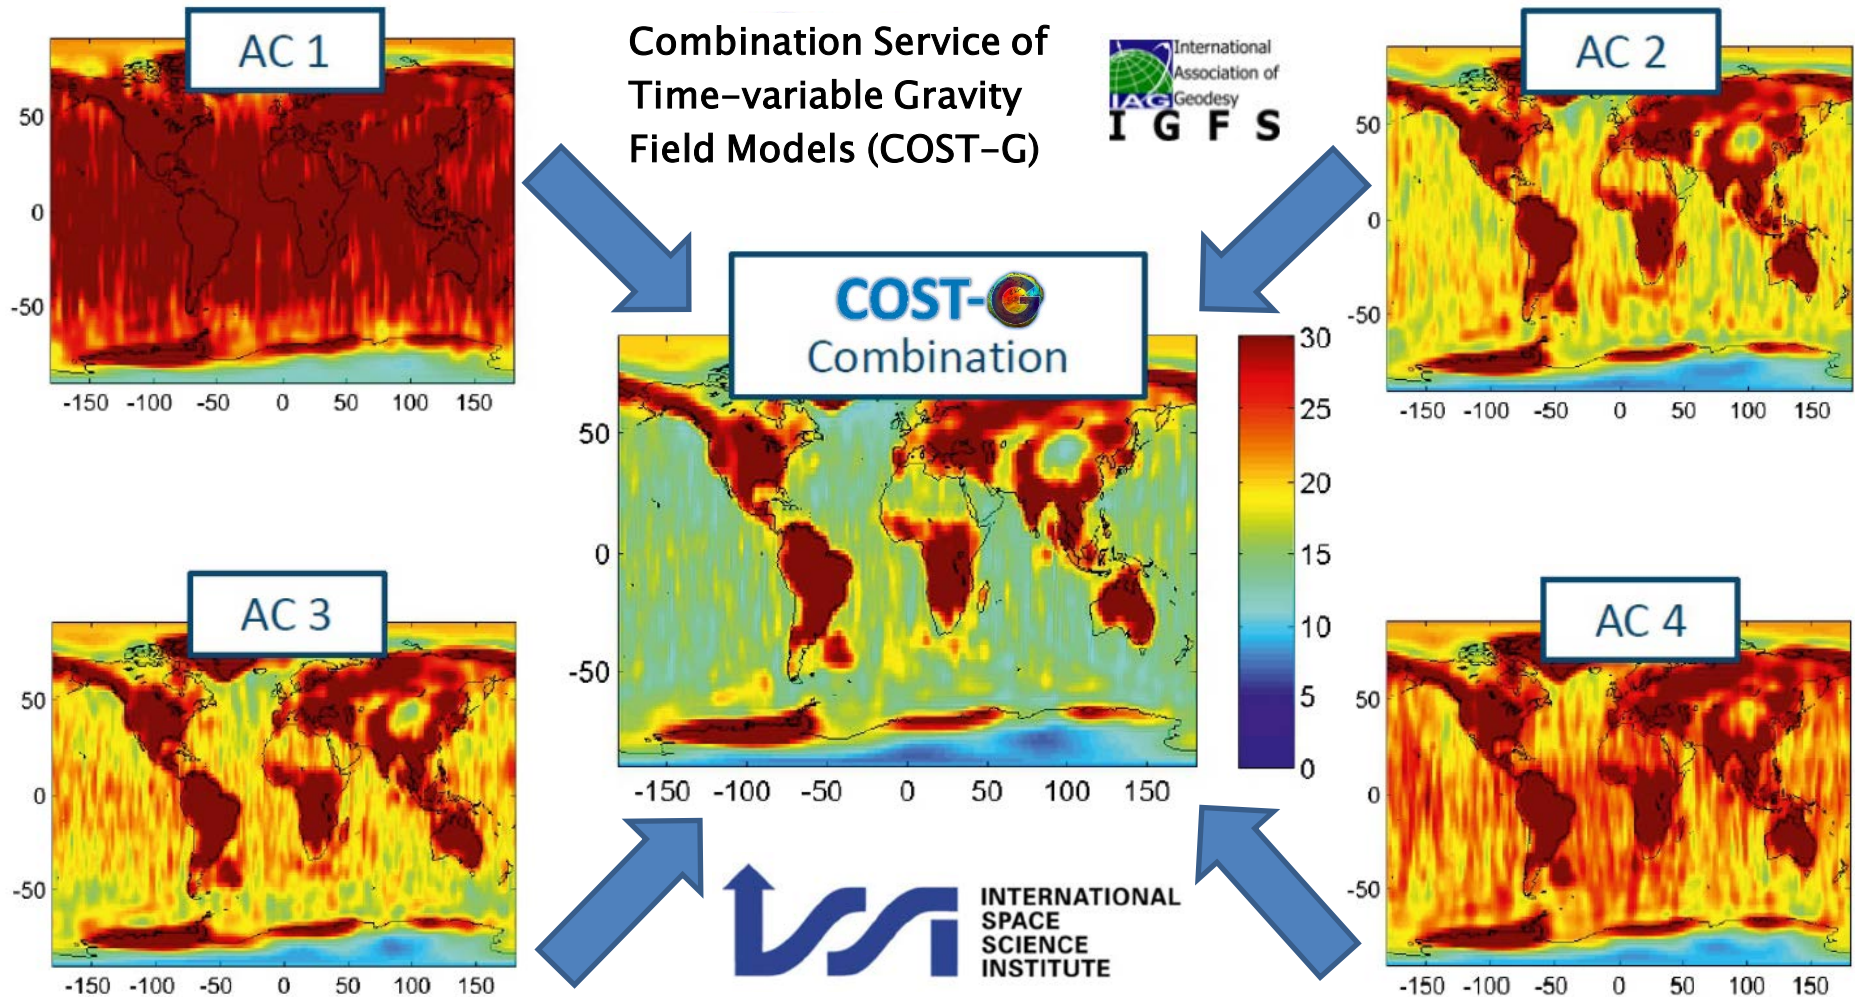 AC 1
Combination Service of
Time-variable Gravity
Field Models (COST-G)
International
Association of
Geodesy
IAG
I G F S
AC 2
50
0
-50
-150 -100 -50 0 50 100 150
50
0
-50
-150 -100 -50 0 50 100 150
COST-G
Combination
50
0
-50
-150 -100 -50 0 50 100 150
30
25
20
15
10
5
0
AC 3
50
0
-50
-150 -100 -50 0 50 100 150
AC 4
50
0
-50
-150 -100 -50 0 50 100 150
ISSI
INTERNATIONAL
SPACE
SCIENCE
INSTITUTE